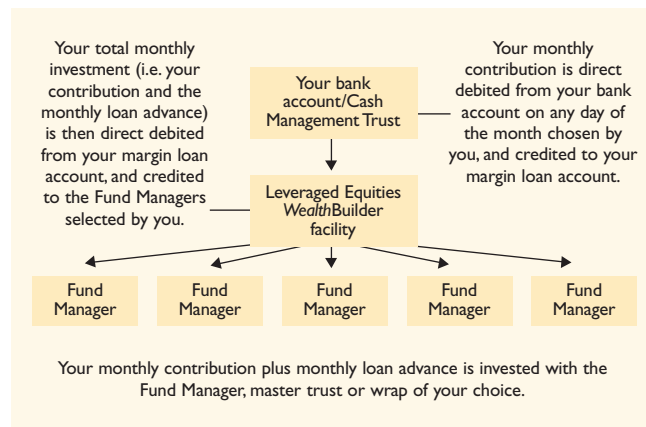 Your total monthly
investment (i.e. your
contribution and the
monthly loan advance)
is then direct debited
from your margin loan
account, and credited
to the Fund Managers
selected by you.
Your bank
account/Cash
Management Trust
Your monthly
contribution is direct
debited from your bank
account on any day of
the month chosen by
you, and credited to your
margin loan account.
Leveraged Equities
WealthBuilder
facility
Fund
Manager
Fund
Manager
Fund
Manager
Fund
Manager
Fund
Manager
Your monthly contribution plus monthly loan advance is invested with the
Fund Manager, master trust or wrap of your choice.